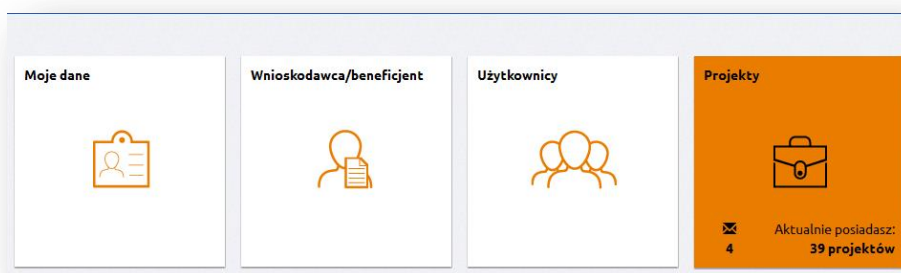 Moje dane
Wnioskodawca/beneficjent
Użytkownicy
Projekty
Aktualnie posiadasz:
4 39 projektów